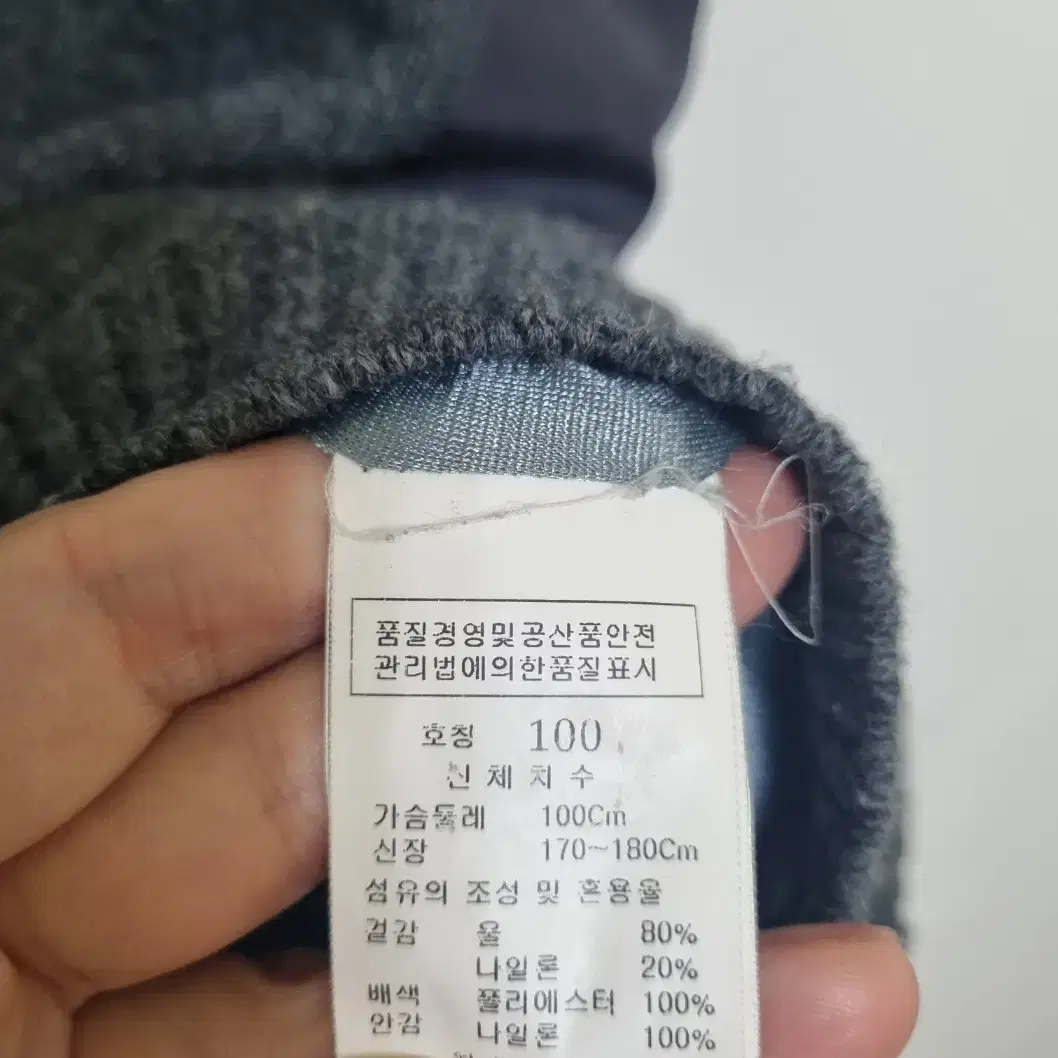 품질경영및공산품안전
관리법에의한품질표시
호칭 100
신체치수
가슴둘레 100Cm
신장 170~180Cm
섬유의 조성 및 혼용율
겉감 울 80%
나일론 20%
배색 폴리에스터 100%
안감 나일론 100%